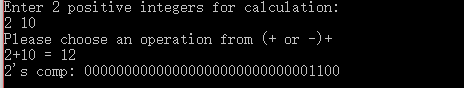 Enter 2 positive integers for calculation:
2 10
Please choose an operation from (+ or -)+
2+10 = 12
2's comp: 00000000000000000000000000001100